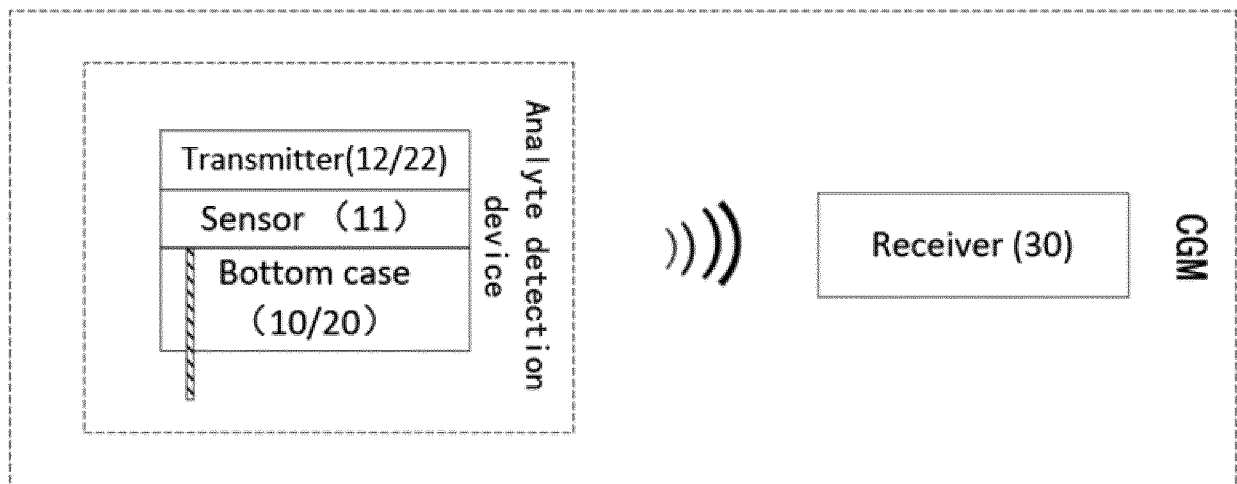 Transmitter(12/22)
Sensor （11）
Bottom case
（10/20）
Analyte detection
device
Receiver (30)
CGM